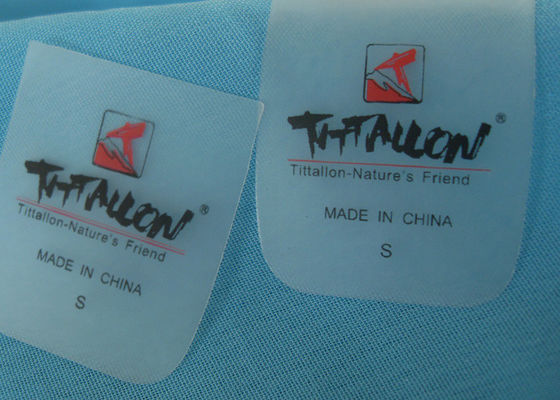 TITTALLON®
Tittallon-Nature's Friend
MADE IN CHINA
S
TITTALLON®
Tittallon-Nature's Friend
MADE IN CHINA
S